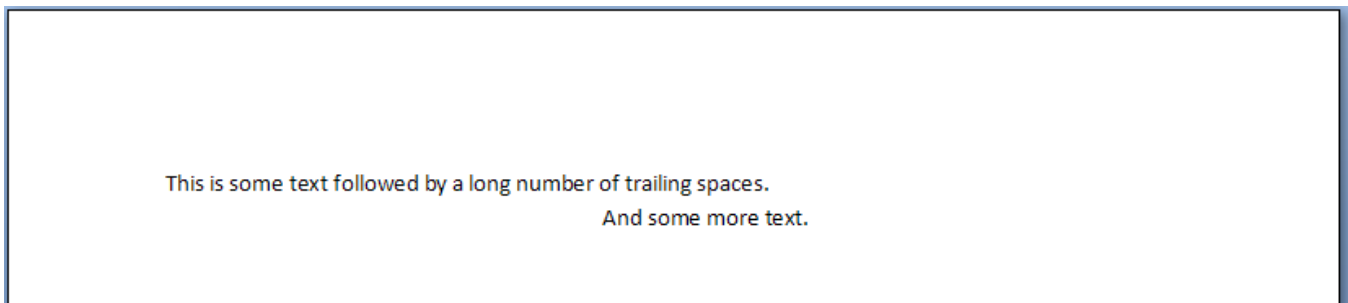 This is some text followed by a long number of trailing spaces.
And some more text.